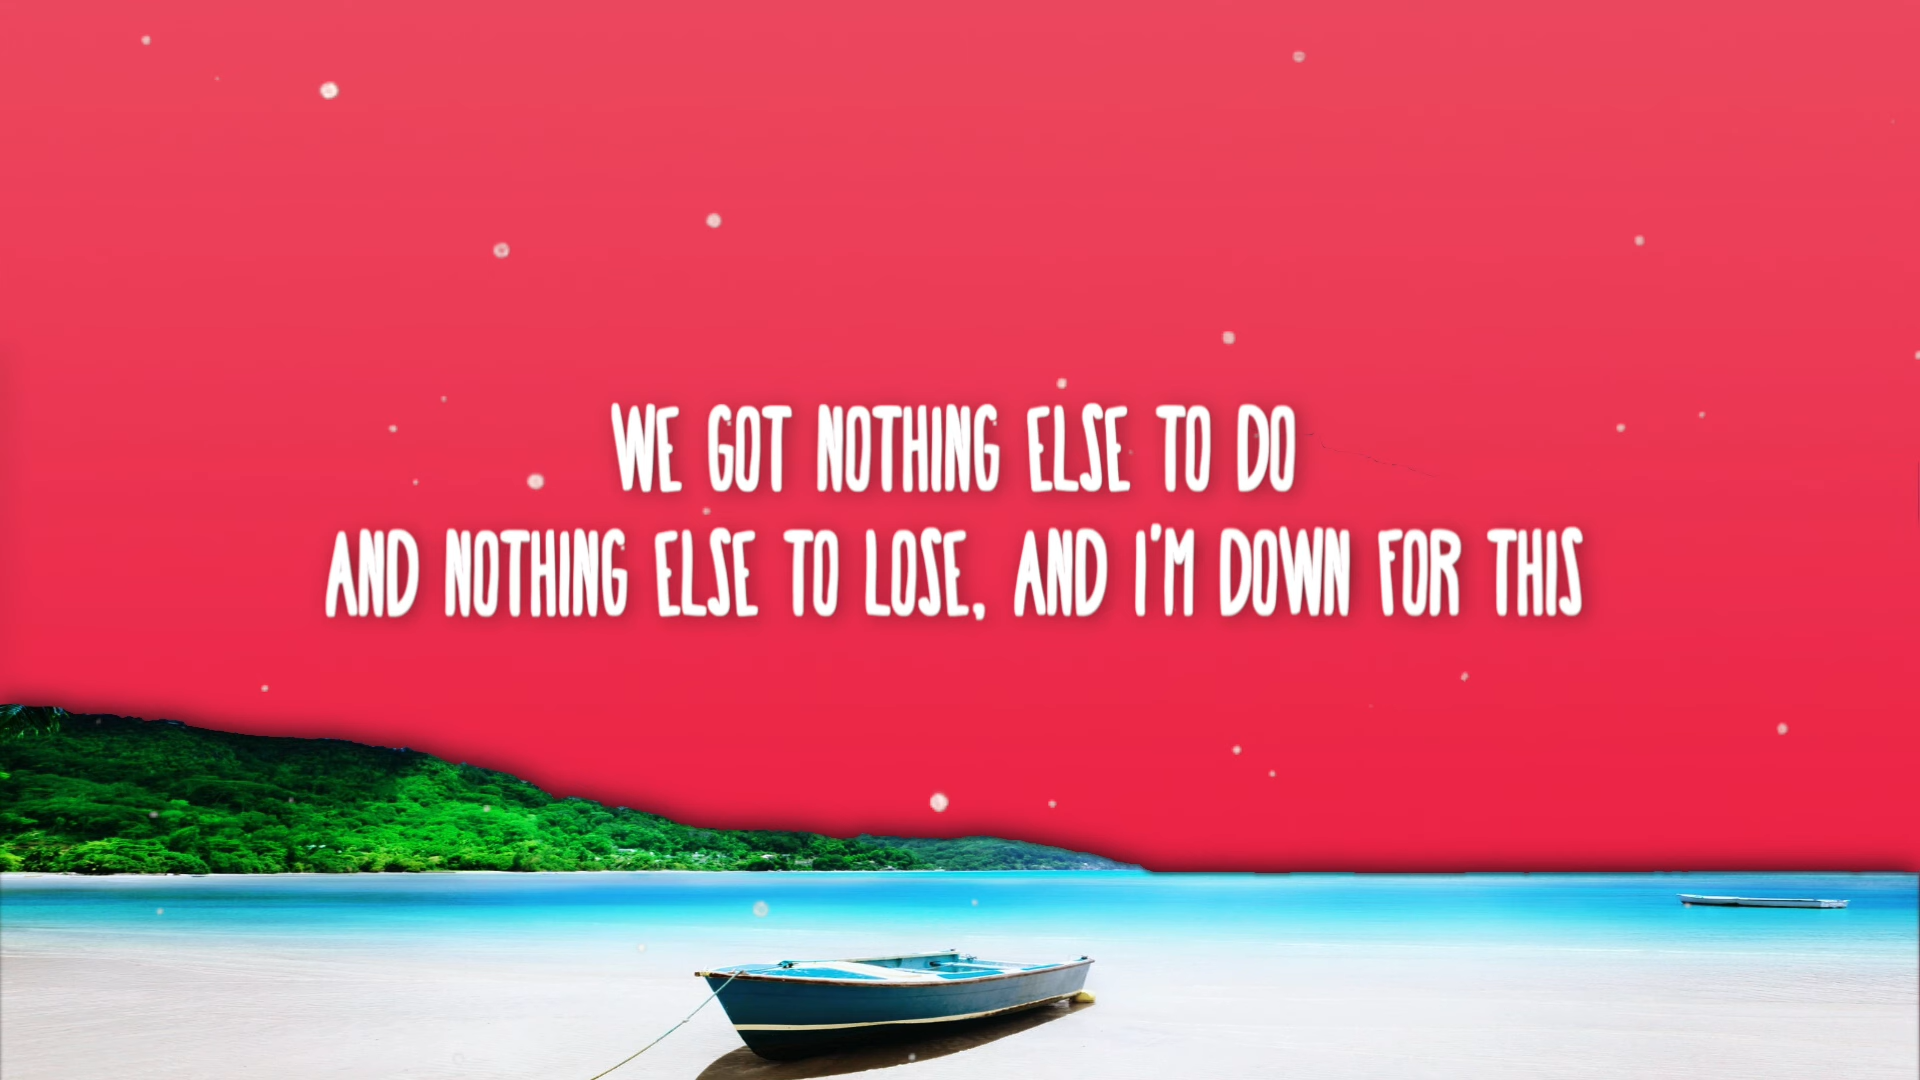 WE GOT NOTHING ELSE TO DO
AND NOTHING ELSE TO LOSE, AND I'M DOWN FOR THIS